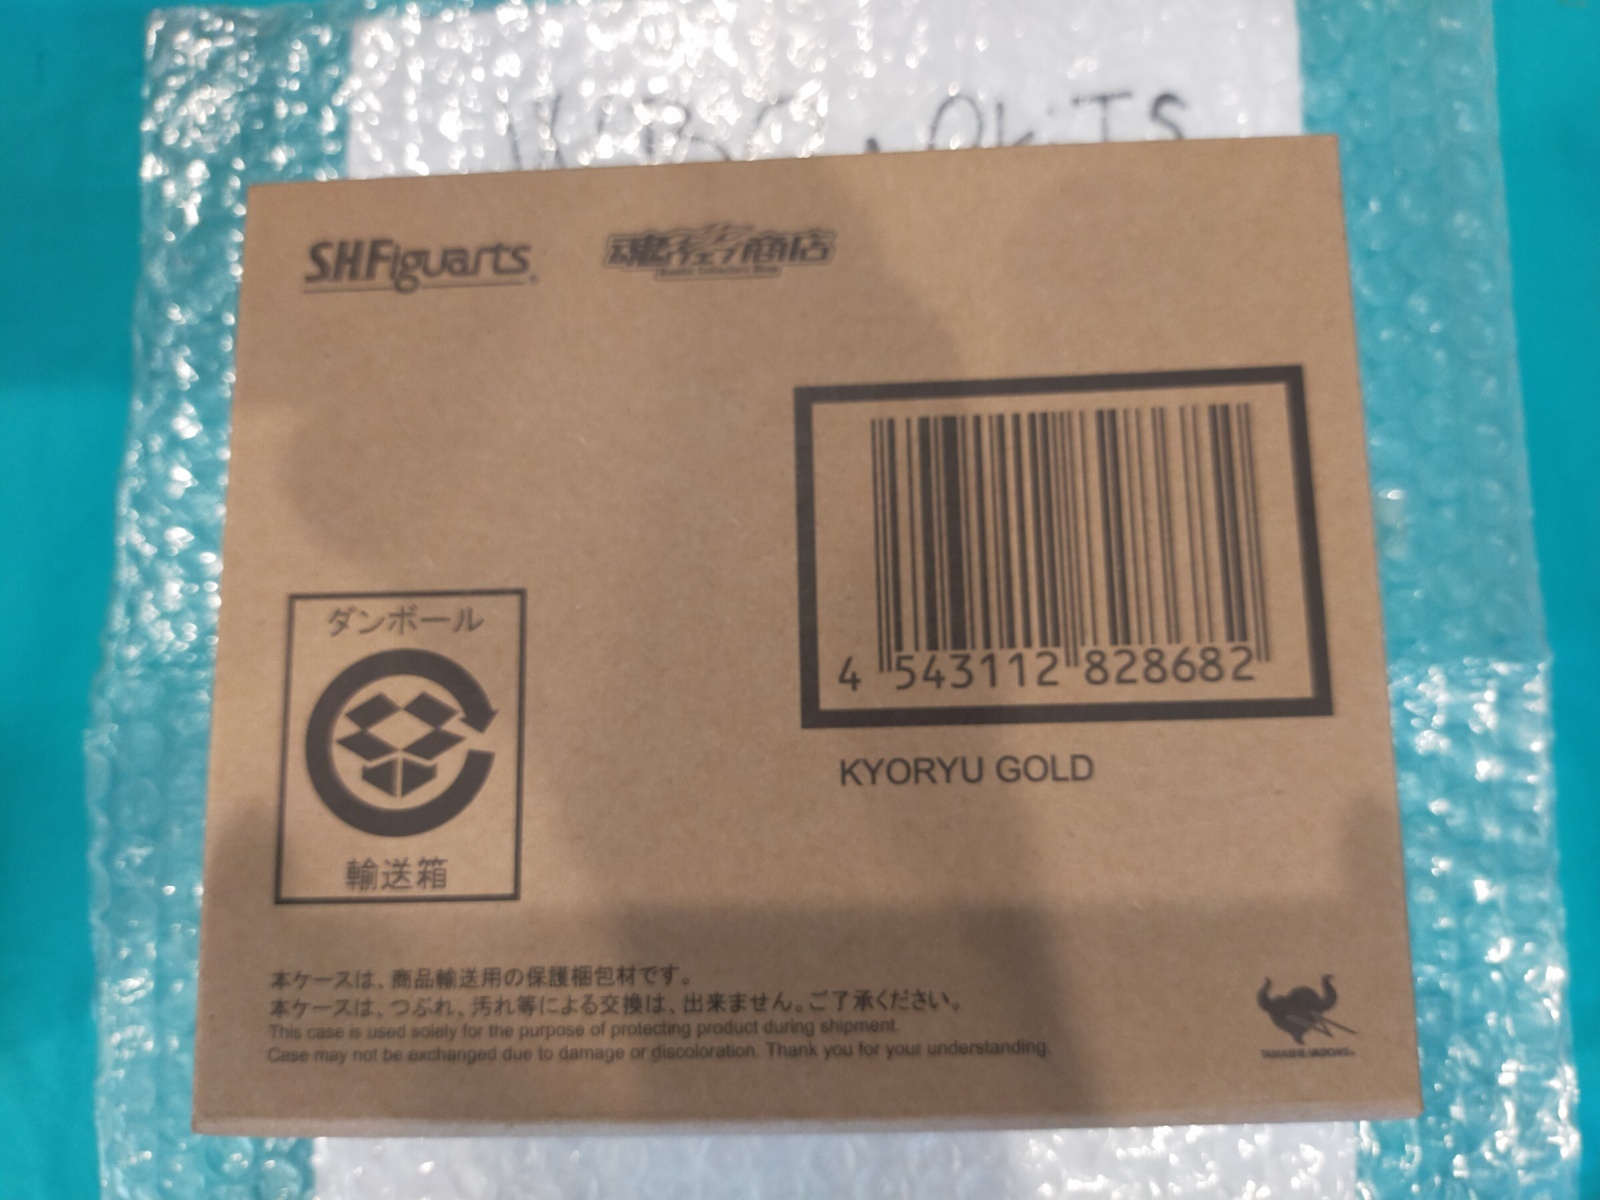 S.H.Figuarts
魂ウェブ商店
4 543112 828682
KYORYU GOLD
ダンボール
輸送箱
本ケースは、商品輸送用の保護梱包材です。
本ケースは、つぶれ、汚れ等による交換は、出来ません。ご了承ください。
This case is used solely for the purpose of protecting product during shipment.
Case may not be exchanged due to damage or discoloration. Thank you for your understanding.
TAMASHII NATIONS